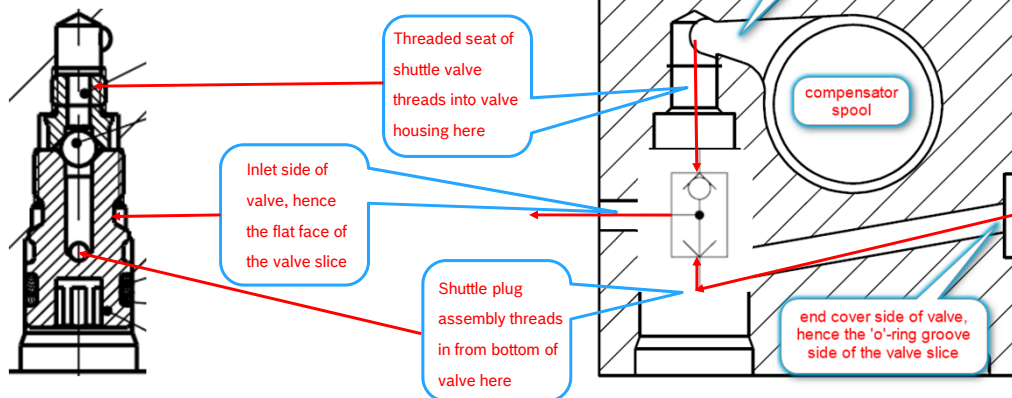 Threaded seat of
shuttle valve
threads into valve
housing here
compensator
spool
Inlet side of
valve, hence
the flat face of
the valve slice
Shuttle plug
assembly threads
in from bottom of
valve here
end cover side of valve,
hence the 'o'-ring groove
side of the valve slice